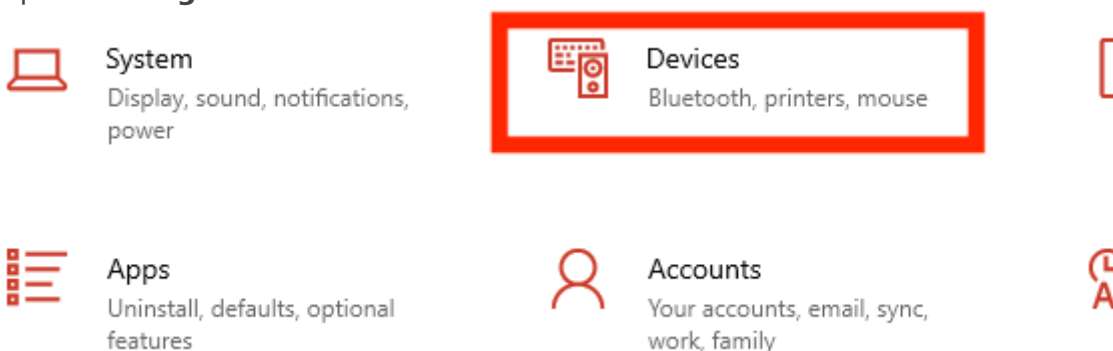 System
Display, sound, notifications,
power
Devices
Bluetooth, printers, mouse
Apps
Uninstall, defaults, optional
features
Accounts
Your accounts, email, sync,
work, family